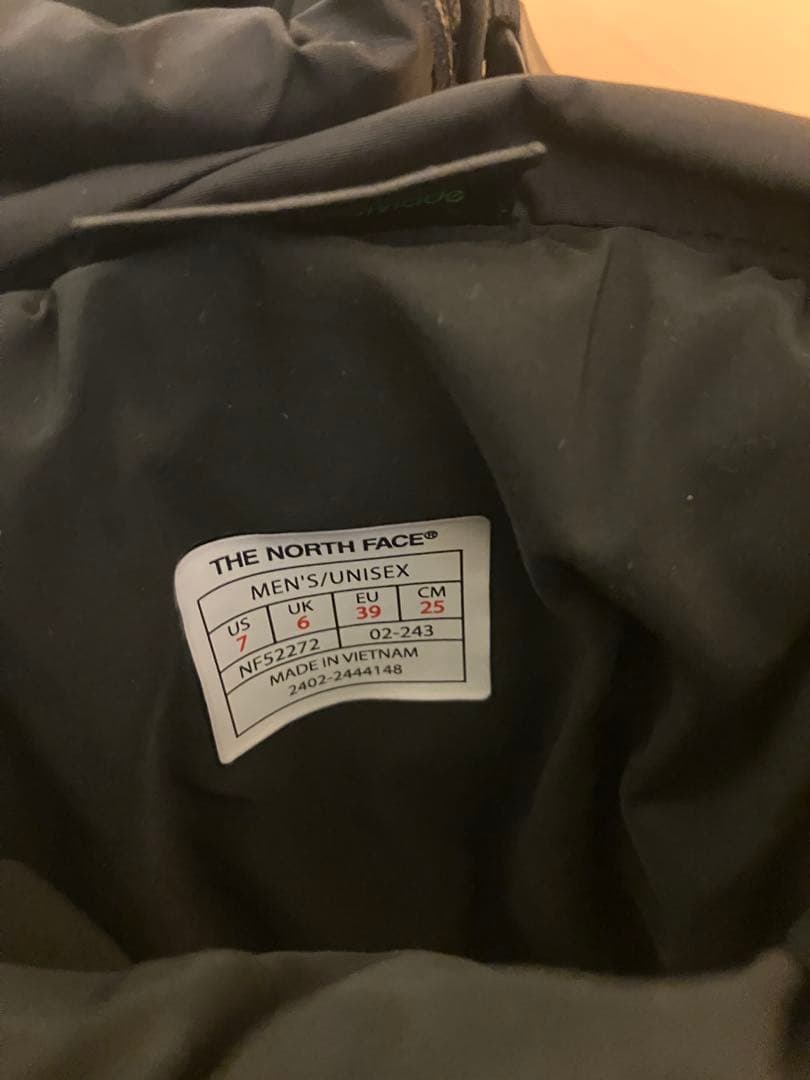 THE NORTH FACE®
MEN'S/UNISEX
US UK EU CM
7 6 39 25
NF52272 02-243
MADE IN VIETNAM
2402-2444148